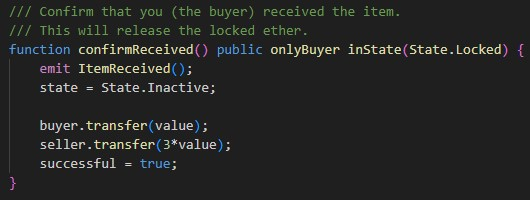 /// Confirm that you (the buyer) received the item.
/// This will release the locked ether.
function confirmReceived() public onlyBuyer inState(State.Locked) {
    emit ItemReceived();
    state = State.Inactive;

    buyer.transfer(value);
    seller.transfer(3*value);
    successful = true;
}